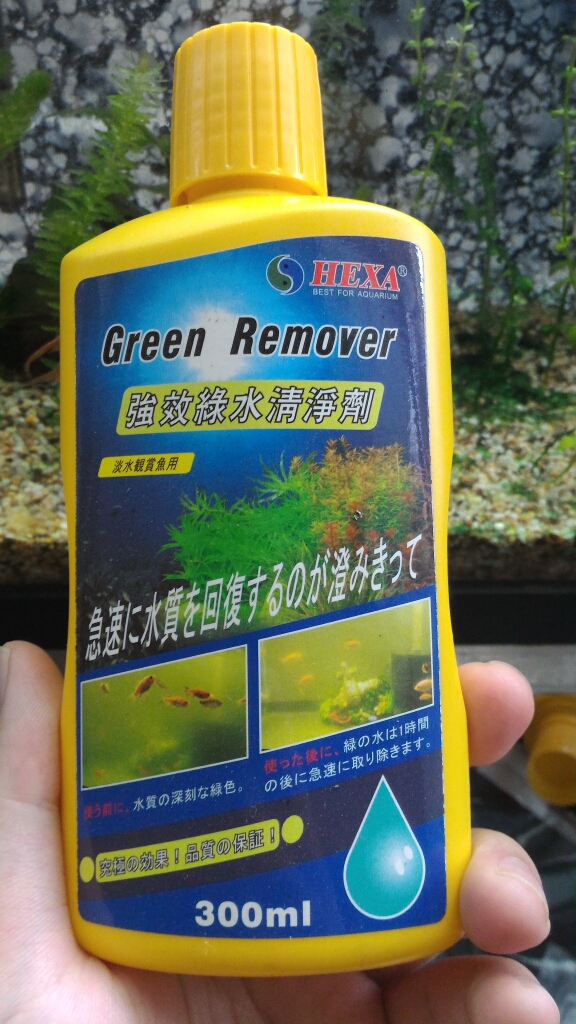 HEXA®
BEST FOR AQUARIUM
Green Remover
強效綠水清淨劑
淡水観賞魚用
急速に水質を回復するのが澄みきって
使う前に、水質の深刻な緑色。
使った後に、緑の水は1時間
の後に急速に取り除きます。
究極の効果！品質の保証！
300ml